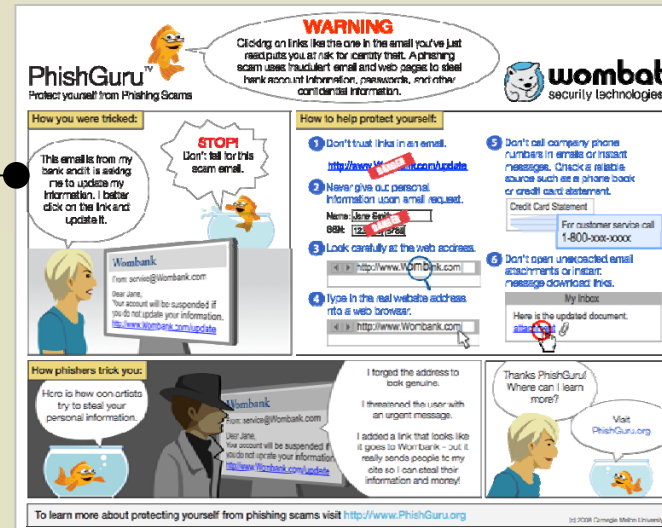 WARNING
Clicking on links like the one in the email you've just
read puts you at risk for identity theft. A phishing
scam uses fraudulent email and web pages to steal
bank account information, passwords, and other
confidential information.
PhishGuru™
Protect yourself from Phishing Scams
wombat
security technologies
How you were tricked:
This email is from my
bank and it is asking
me to update my
information. I better
click on the link and
update it.
STOP!
Don't fall for this
scam email.
Wombank
From: service@Wombank.com
Dear Jane,
Your account will be suspended if
you do not update your information.
http://www.Wombank.com/update
How to help protect yourself:
1 Don't trust links in an email.
http://www.W .com/update
2 Never give out personal
information upon email request.
Name: Jane Smith
SSN:
3 Look carefully at the web address.
http://www.WOMbank.com
4 Type in the real website address
into a web browser.
http://www.Wombank.com
5 Don't call company phone
numbers in emails or instant
messages. Check a reliable
source such as a phone book
or credit card statement.
Credit Card Statement
For customer service call
1-800-xxx-xxxx
6 Don't open unexpected email
attachments or instant
message download links.
My Inbox
Here is the updated document.
attachment
How phishers trick you:
Here is how con artists
try to steal your
personal information.
Wombank
From: service@Wombank.com
Dear Jane,
Your account will be suspended if
you do not update your information.
http://www.Wombank.com/update
I forged the address to
look genuine.
I threatened the user with
an urgent message.
I added a link that looks like
it goes to Wombank - but it
really sends people to my
site so I can steal their
information and money!
Thanks PhishGuru!
Where can I learn
more?
Visit
PhishGuru.org
To learn more about protecting yourself from phishing scams visit http://www.PhishGuru.org
(c) 2008 Carnegie Mellon